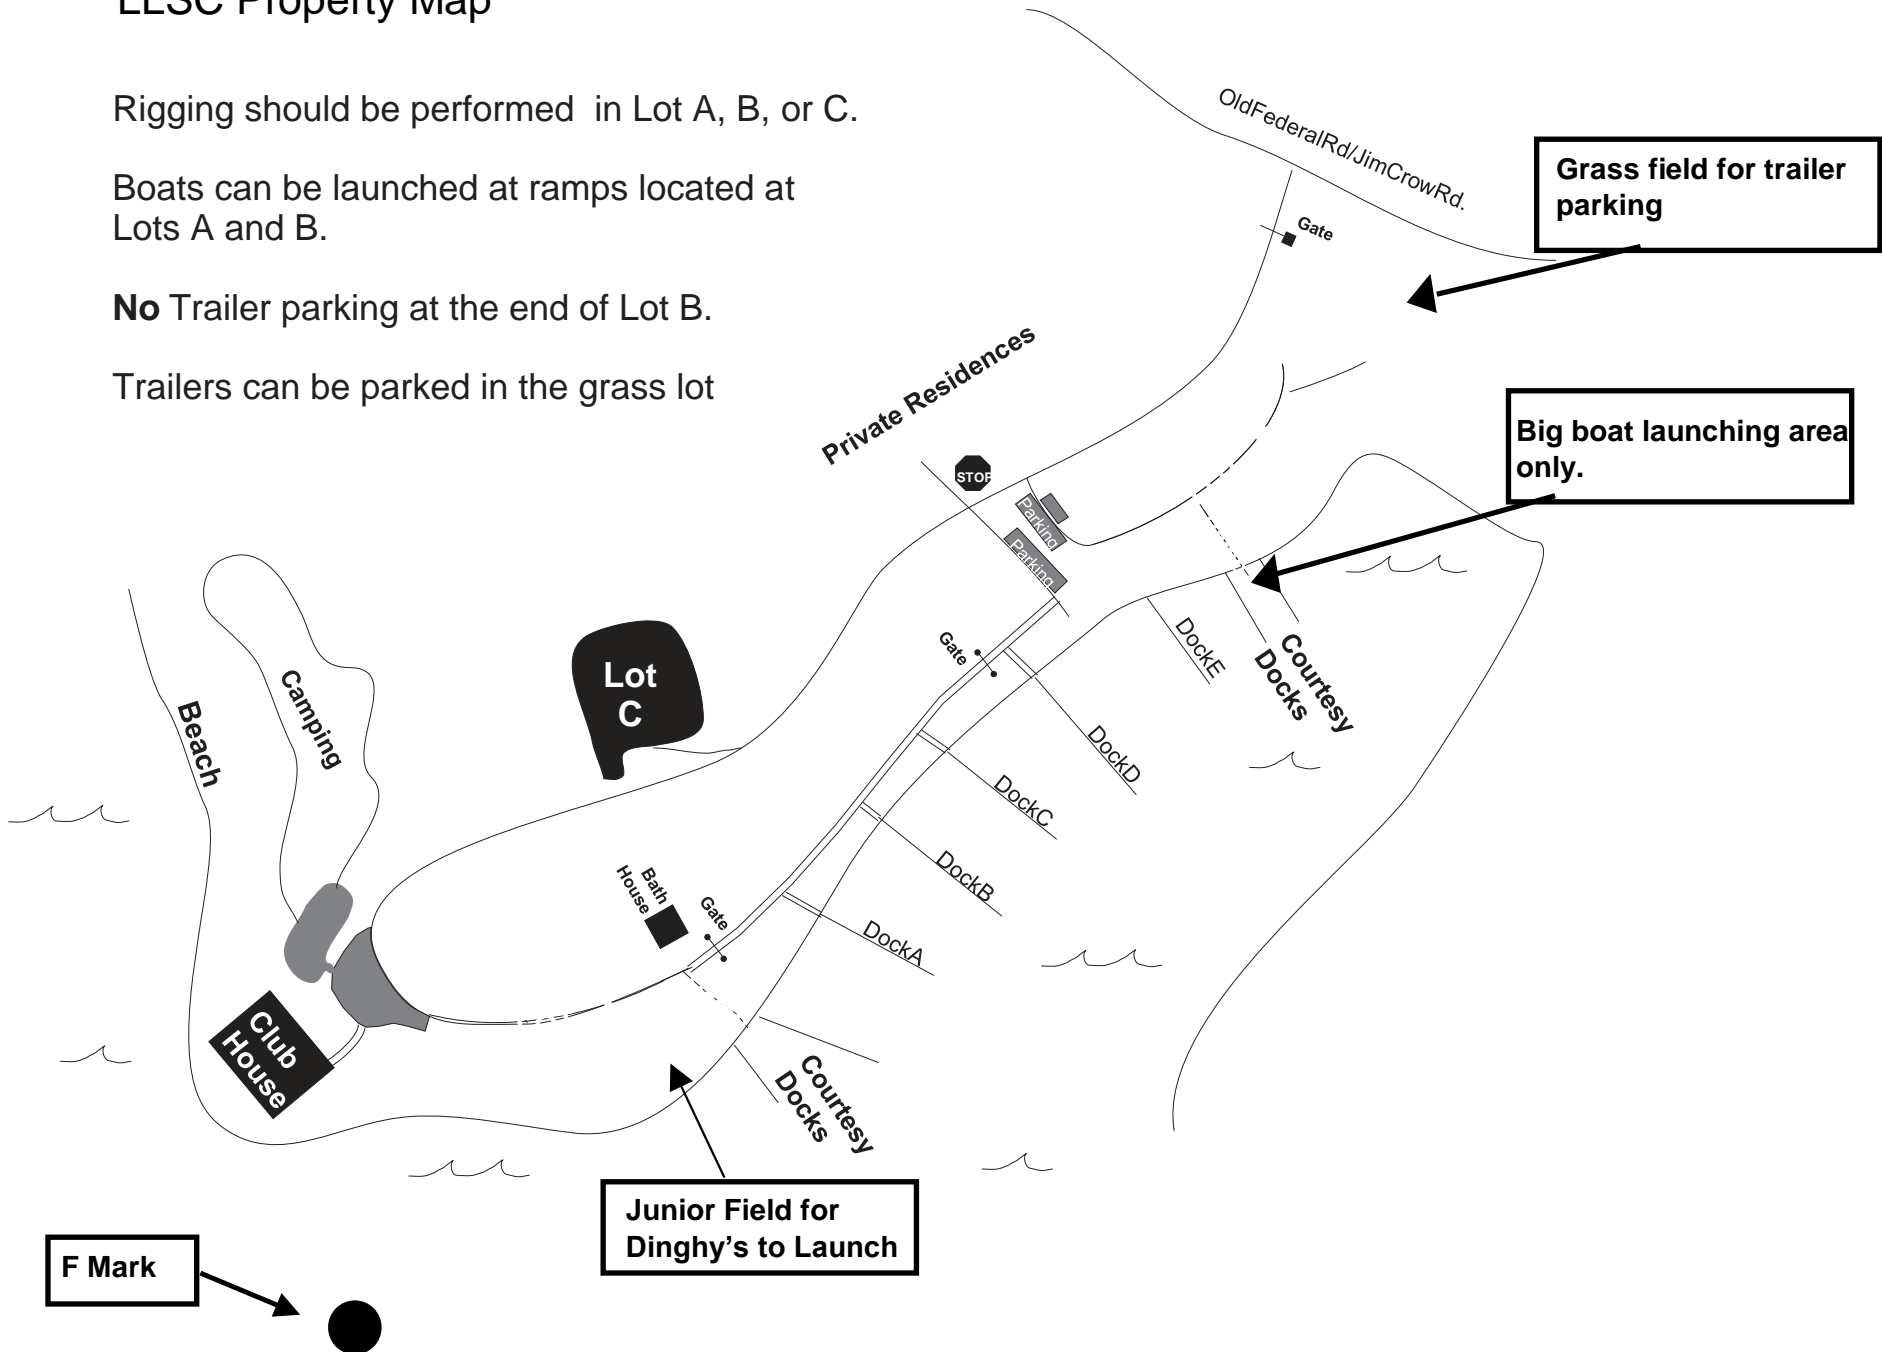 LLSC Property Map
Rigging should be performed in Lot A, B, or C.
Boats can be launched at ramps located at
Lots A and B.
No Trailer parking at the end of Lot B.
Trailers can be parked in the grass lot
OldFederalRd/JimCrowRd.
Gate
Grass field for trailer
parking
Private Residences
STOP
Parking
Parking
Big boat launching area
only.
Gate
DockE
Courtesy
Docks
Lot
C
Camping
Beach
DockD
DockC
DockB
DockA
Bath
House
Gate
Club
House
Courtesy
Docks
Junior Field for
Dinghy's to Launch
F Mark